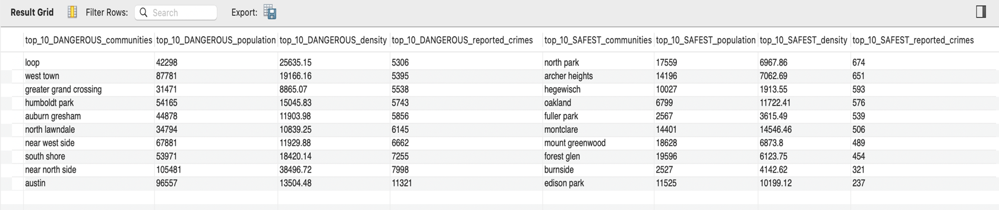 Result Grid Filter Rows: Search Export:
top_10_DANGEROUS_communities top_10_DANGEROUS_population top_10_DANGEROUS_density top_10_DANGEROUS_reported_crimes top_10_SAFEST_communities top_10_SAFEST_population top_10_SAFEST_density top_10_SAFEST_reported_crimes
loop 42298 25635.15 5306 north park 17559 6967.86 674
west town 87781 19166.16 5395 archer heights 14196 7062.69 651
greater grand crossing 31471 8865.07 5538 hegewisch 10027 1913.55 593
humboldt park 54165 15045.83 5743 oakland 6799 11722.41 576
auburn gresham 44878 11903.98 5856 fuller park 2567 3615.49 539
north lawndale 34794 10839.25 6145 montclare 14401 14546.46 506
near west side 67881 11929.88 6662 mount greenwood 18628 6873.8 489
south shore 53971 18420.14 7255 forest glen 19596 6123.75 454
near north side 105481 38496.72 7998 burnside 2527 4142.62 321
austin 96557 13504.48 11321 edison park 11525 10199.12 237